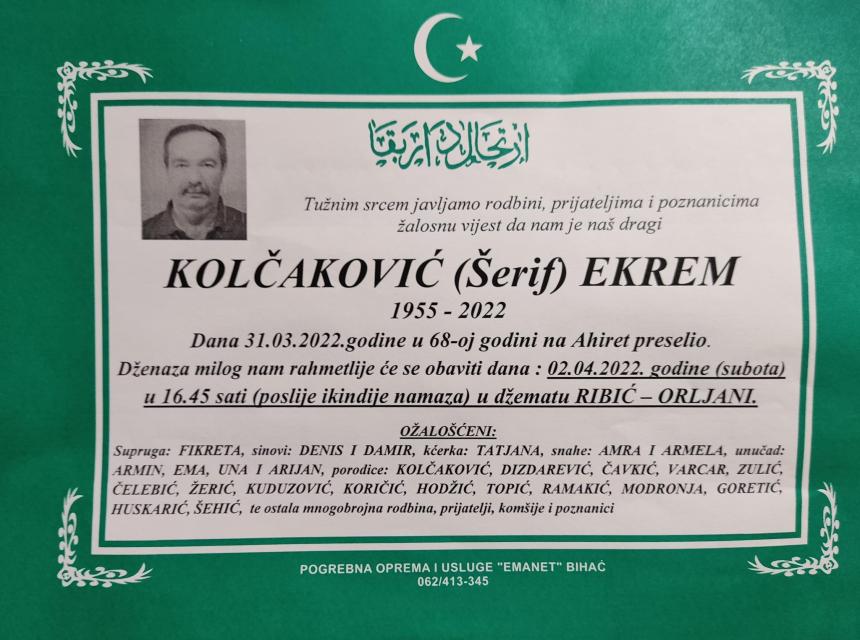 ارتحال دار بقا
Tužnim srcem javljamo rodbini, prijateljima i poznanicima
žalosnu vijest da nam je naš dragi
KOLČAKOVIĆ (Šerif) EKREM
1955 - 2022
Dana 31.03.2022.godine u 68-oj godini na Ahiret preselio.
Dženaza milog nam rahmetlije će se obaviti dana : 02.04.2022. godine (subota)
u 16.45 sati (poslije ikindije namaza) u džematu RIBIĆ – ORLJANI.
OŽALOŠĆENI:
Supruga: FIKRETA, sinovi: DENIS I DAMIR, kćerka: TATJANA, snahe: AMRA I ARMELA, unučad:
ARMIN, EMA, UNA I ARIJAN, porodice: KOLČAKOVIĆ, DIZDAREVIĆ, ČAVKIĆ, VARCAR, ZULIĆ,
ČELEBIĆ, ŽERIĆ, KUDUZOVIĆ, KORIČIĆ, HODŽIĆ, TOPIĆ, RAMAKIĆ, MODRONJA, GORETIĆ,
HUSKARIĆ, ŠEHIĆ, te ostala mnogobrojna rodbina, prijatelji, komšije i poznanici
POGREBNA OPREMA I USLUGE "EMANET" BIHAĆ
062/413-345